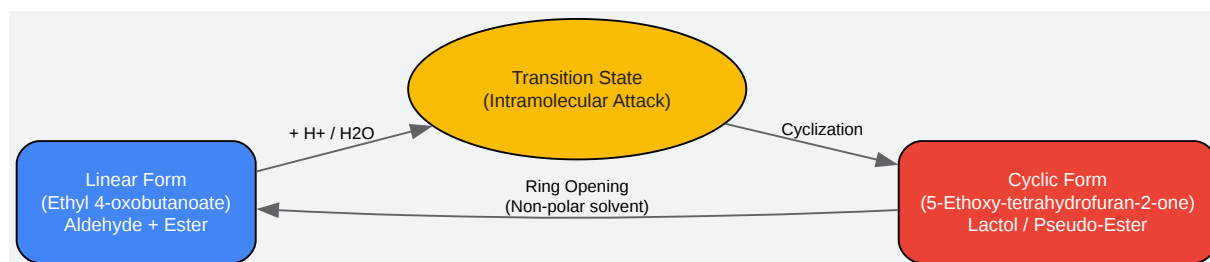 Transition State
(Intramolecular Attack)
+ H+ / H2O
Cyclization
Linear Form
(Ethyl 4-oxobutanoate)
Aldehyde + Ester
Ring Opening
(Non-polar solvent)
Cyclic Form
(5-Ethoxy-tetrahydrofuran-2-one)
Lactol / Pseudo-Ester